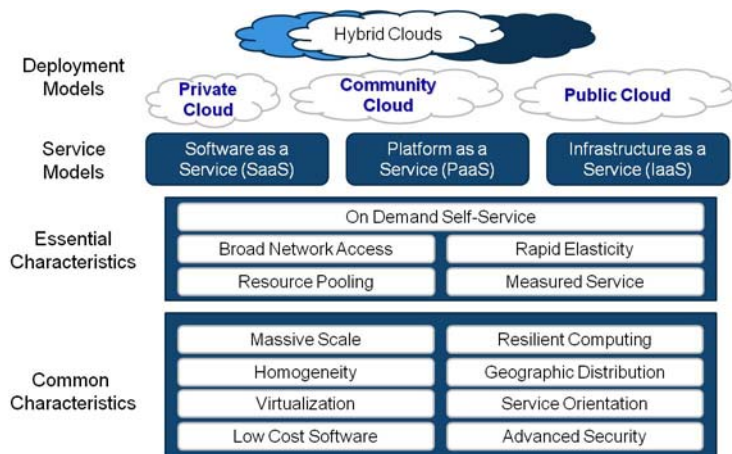 Hybrid Clouds
Deployment
Models
Private
Cloud
Community
Cloud
Public Cloud
Service
Models
Software as a
Service (SaaS)
Platform as a
Service (PaaS)
Infrastructure as a
Service (IaaS)
Essential
Characteristics
On Demand Self-Service
Broad Network Access
Rapid Elasticity
Resource Pooling
Measured Service
Common
Characteristics
Massive Scale
Resilient Computing
Homogeneity
Geographic Distribution
Virtualization
Service Orientation
Low Cost Software
Advanced Security